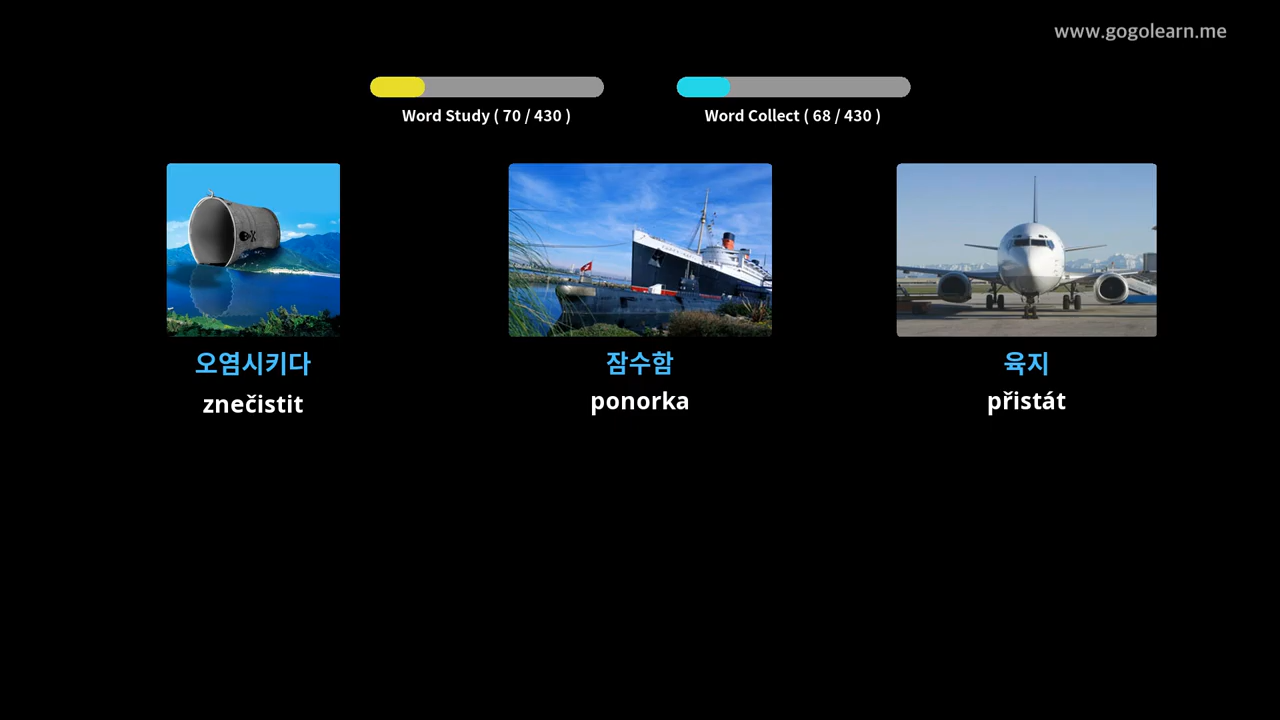 www.gogolearn.me
Word Study ( 70 / 430 )
Word Collect ( 68 / 430 )
오염시키다
잠수함
육지
znečistit
ponorka
přistát